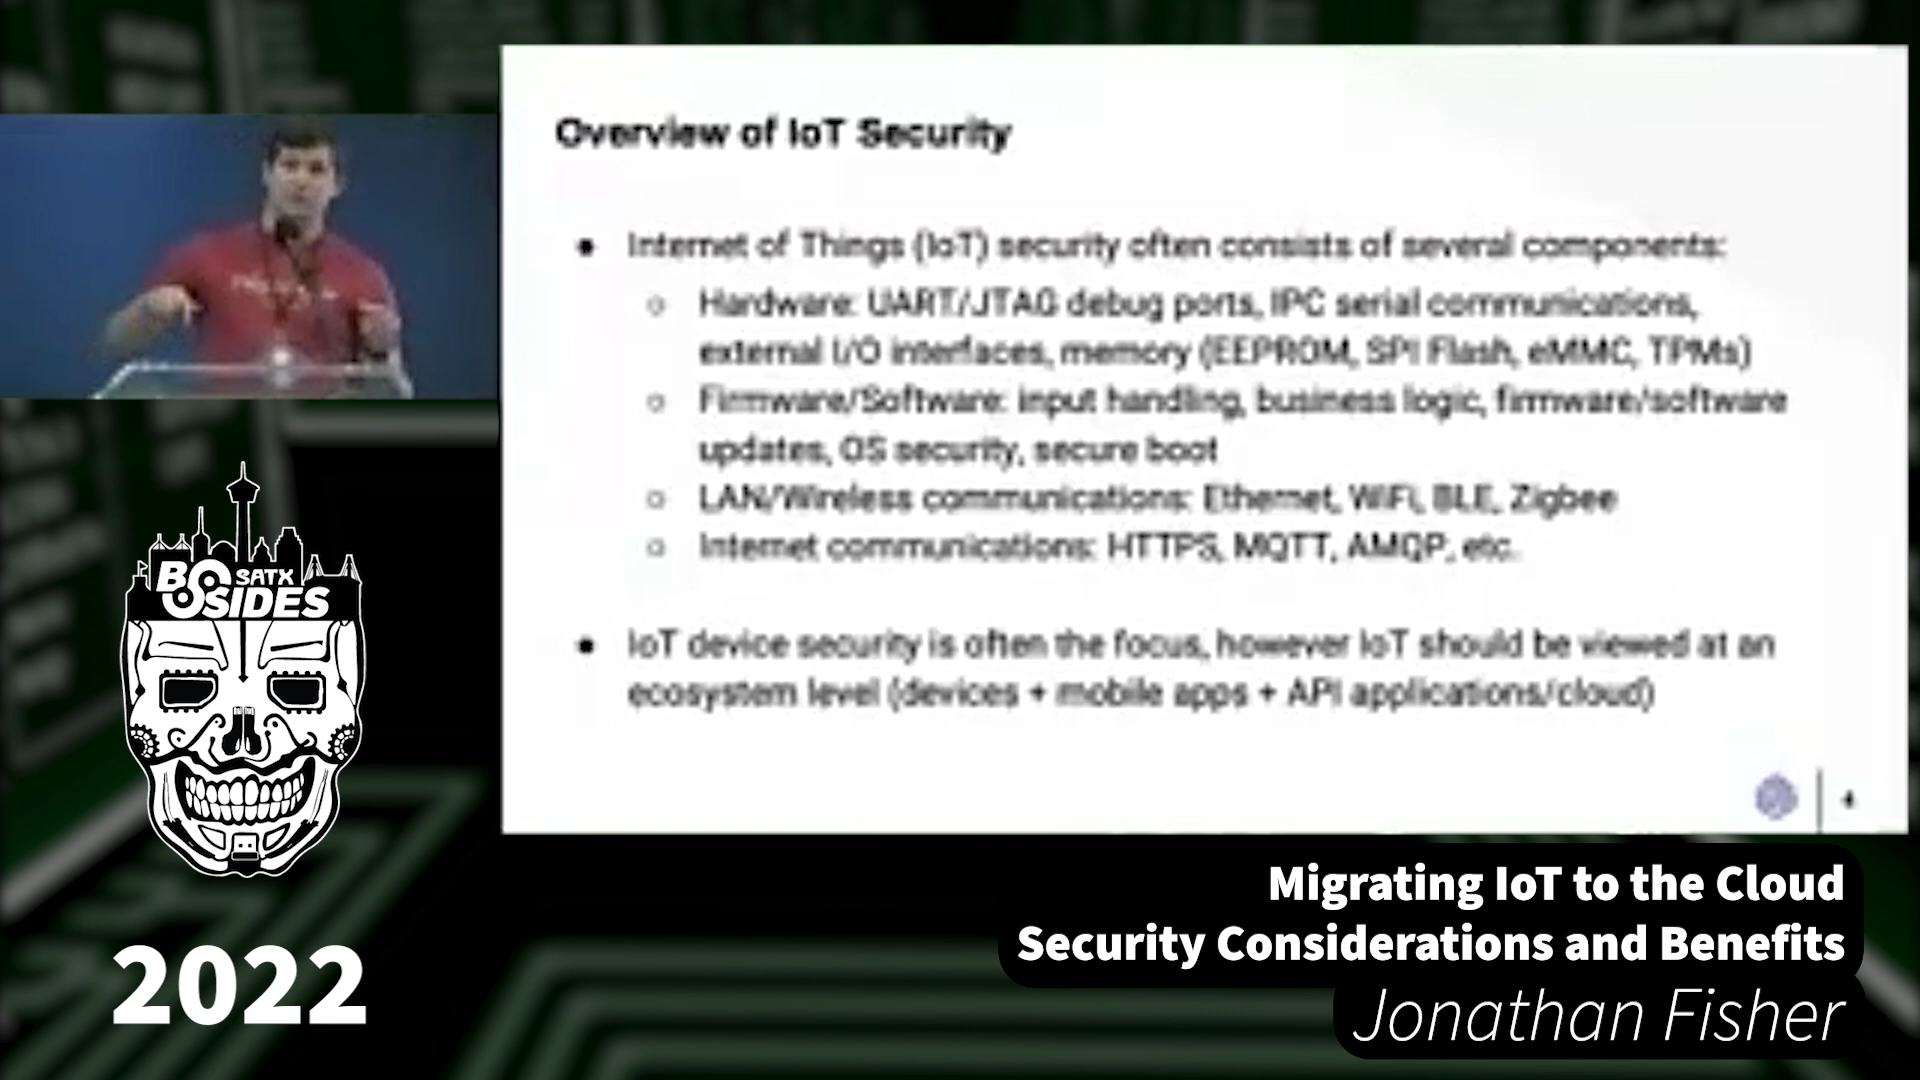 Overview of IoT Security
● Internet of Things (IoT) security often consists of several components:
○ Hardware: UART/JTAG debug ports, IPC serial communications,
external I/O interfaces, memory (EEPROM, SPI Flash, eMMC, TPMs)
○ Firmware/Software: input handling, business logic, firmware/software
updates, OS security, secure boot
○ LAN/Wireless communications: Ethernet, WiFi, BLE, Zigbee
○ Internet communications: HTTPS, MQTT, AMQP, etc.
● IoT device security is often the focus, however IoT should be viewed at an
ecosystem level (devices + mobile apps + API applications/cloud)
4
BSIDES
SATX
2022
Migrating IoT to the Cloud
Security Considerations and Benefits
Jonathan Fisher